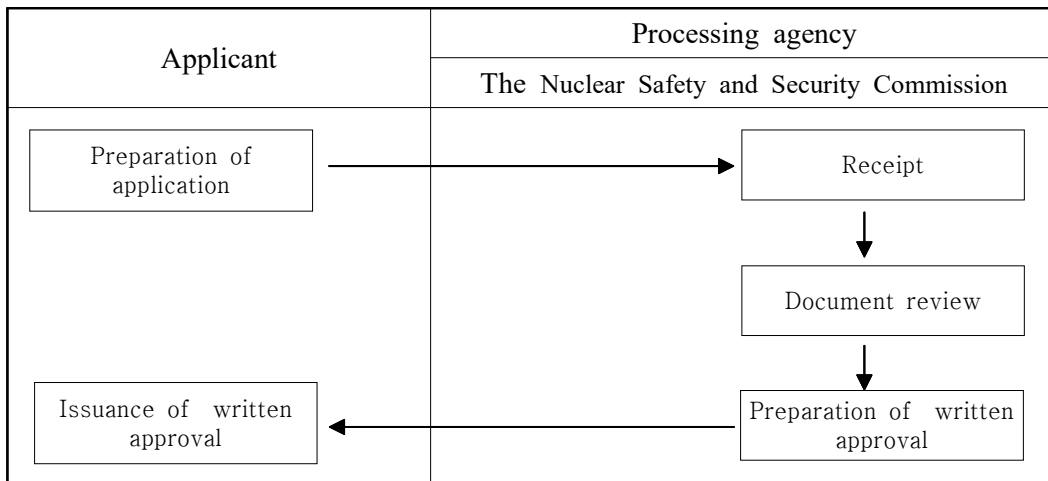 Applicant
Processing agency
The Nuclear Safety and Security Commission
Preparation of
application
Receipt
Document review
Issuance of written
approval
Preparation of written
approval